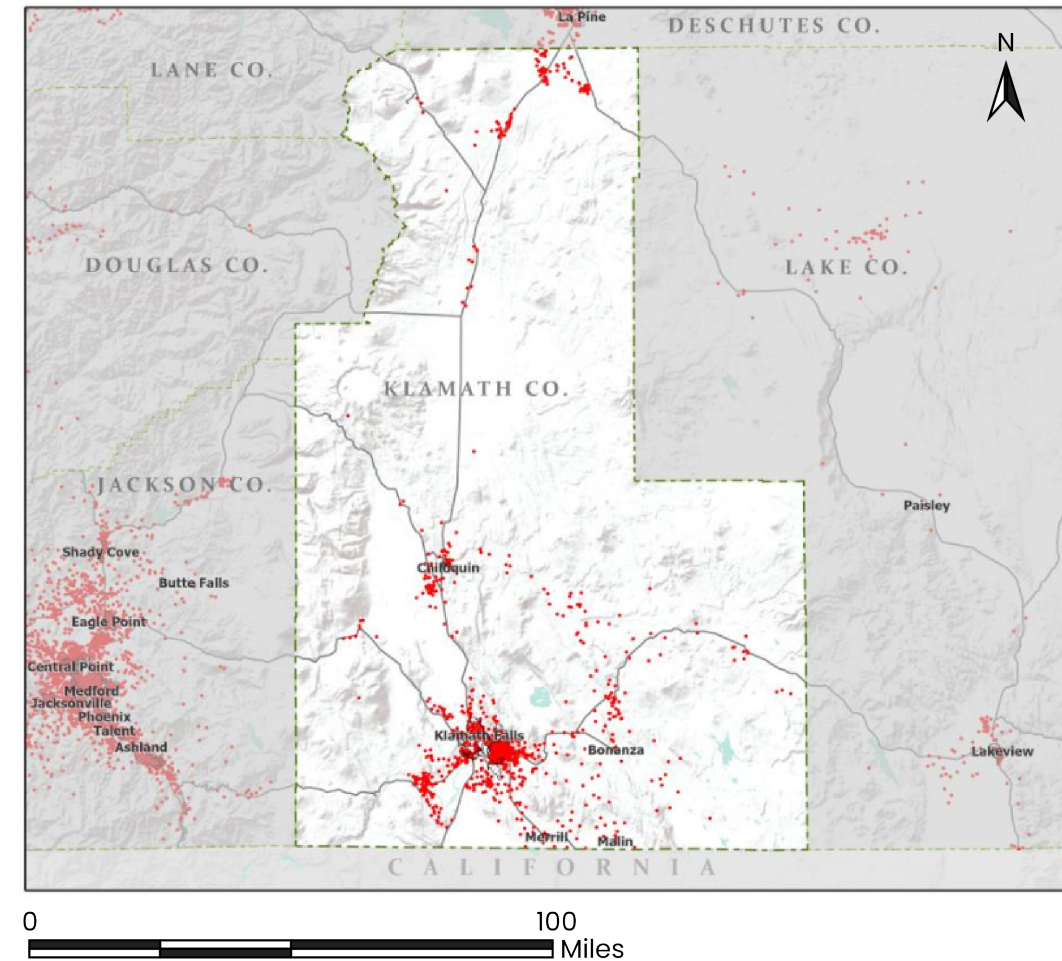 La Pine
DESCHUTES CO.
N
LANE CO.
DOUGLAS CO.
LAKE CO.
KLAMATH CO.
JACKSON CO.
Paisley
Shady Cove
Chiloquin
Butte Falls
Eagle Point
Central Point
Medford
Jacksonville
Phoenix
Talent
Klamath Falls
Ashland
Bonanza
Lakeview
Merrill
Malin
CALIFORNIA
0 100
Miles